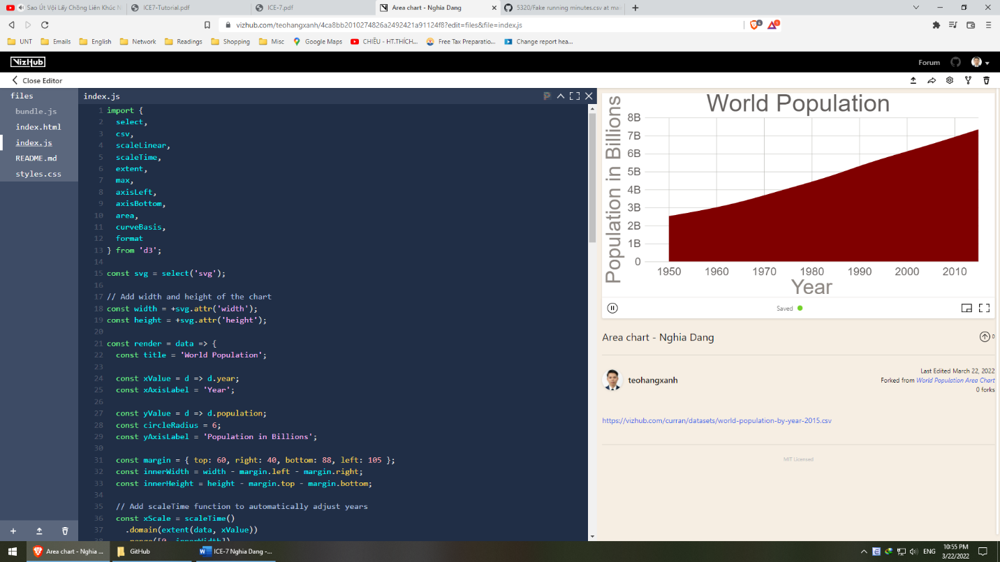 Sao Út Vội Lấy Chồng Liên Khúc N
ICE7-Tutorial.pdf
ICE-7.pdf
Area chart - Nghia Dang
5320/Fake running minutes.csv at ma
vizhub.com/teohangxanh/4ca8bb2010274826a2492421a91124f8?edit=files&file=index.js
UNT
Emails
English
Network
Readings
Shopping
Misc
Google Maps
CHIỀU - HT.THÍCH...
Free Tax Preparatio...
Change report hea...
VizHub
Forum
Close Editor
files
bundle.js
index.html
index.js
README.md
styles.css
index.js
1 import {
2 select,
3 csv,
4 scaleLinear,
5 scaleTime,
6 extent,
7 max,
8 axisLeft,
9 axisBottom,
10 area,
11 curveBasis,
12 format
13 } from 'd3';
14
15 const svg = select('svg');
16
17 // Add width and height of the chart
18 const width = +svg.attr('width');
19 const height = +svg.attr('height');
20
21 const render = data => {
22 const title = 'World Population';
23
24 const xValue = d => d.year;
25 const xAxisLabel = 'Year';
26
27 const yValue = d => d.population;
28 const circleRadius = 6;
29 const yAxisLabel = 'Population in Billions';
30
31 const margin = { top: 60, right: 40, bottom: 88, left: 105 };
32 const innerWidth = width - margin.left - margin.right;
33 const innerHeight = height - margin.top - margin.bottom;
34
35 // Add scaleTime function to automatically adjust years
36 const xScale = scaleTime()
37 .domain(extent(data, xValue))
38 .range([0, innerWidth])
World Population
Population in Billions
8B
7B
6B
5B
4B
3B
2B
1B
0
1950 1960 1970 1980 1990 2000 2010
Year
Saved
Area chart - Nghia Dang
0
teohangxanh
Last Edited March 22, 2022
Forked from World Population Area Chart
0 forks
https://vizhub.com/curran/datasets/world-population-by-year-2015.csv
MIT Licensed
Area chart - Nghia ...
GitHub
ICE-7 Nghia Dang -...
ENG
10:55 PM
3/22/2022